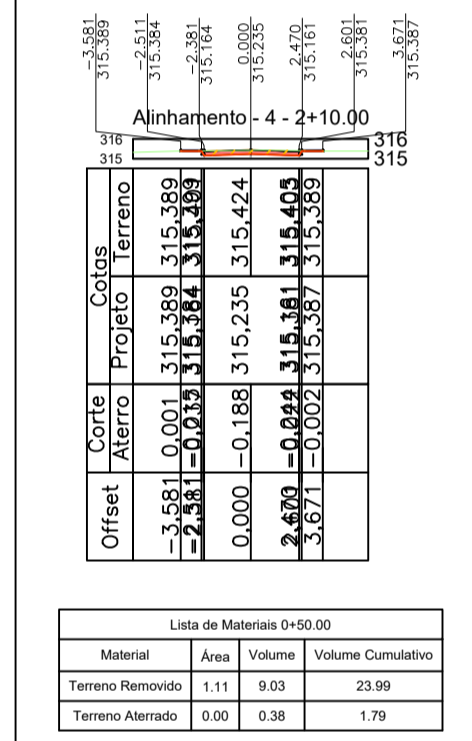 -3.581
315.389
-2.511
315.384
-2.381
315.164
0.000
315.235
2.470
315.161
2.601
315.381
3.671
315.387
Alinhamento - 4 - 2+10.00
316
316
315
315
Cotas
Terreno
315,389
315,424
315,389
Projeto
315,389
315,235
315,387
Corte
Aterro
0,001
-0,188
-0,002
Offset
-3,581
0,000
3,671
Lista de Materiais 0+50.00
Material Área Volume Volume Cumulativo
Terreno Removido 1.11 9.03 23.99
Terreno Aterrado 0.00 0.38 1.79